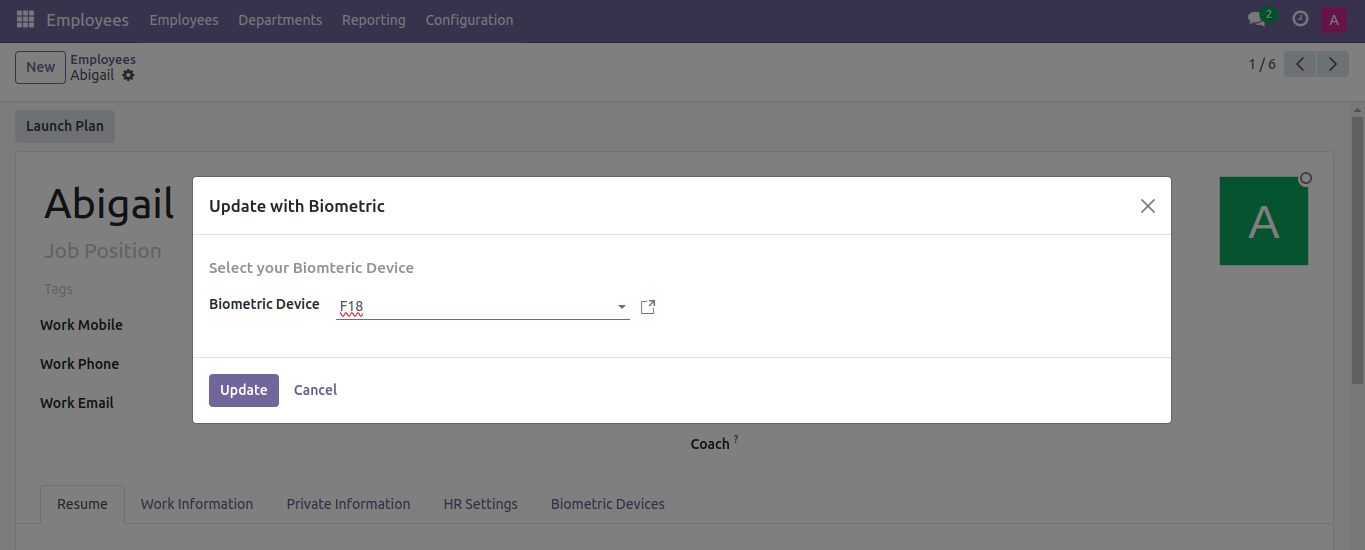 Employees Employees Departments Reporting Configuration 2 A
New Employees 1 / 6
Abigail
Launch Plan
Abigail
Job Position
Tags
Work Mobile
Work Phone
Work Email
A
Update with Biometric
Select your Biomteric Device
Biometric Device F18
Update Cancel
Coach ?
Resume Work Information Private Information HR Settings Biometric Devices